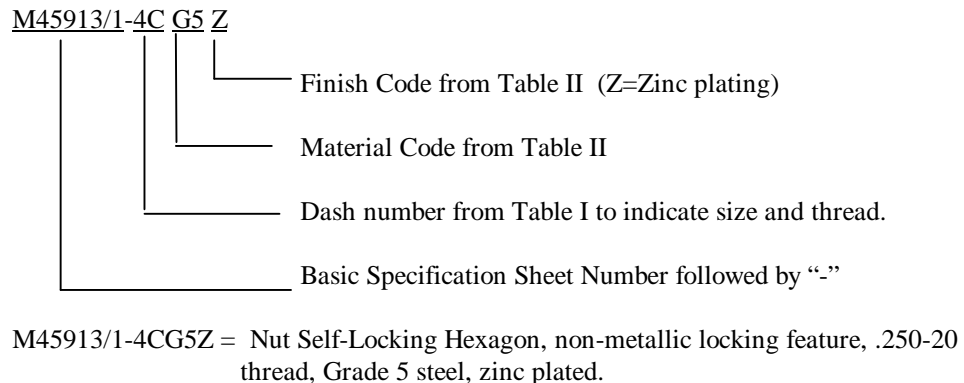 M45913/1-4C G5 Z
Finish Code from Table II (Z=Zinc plating)
Material Code from Table II
Dash number from Table I to indicate size and thread.
Basic Specification Sheet Number followed by “-”
M45913/1-4CG5Z = Nut Self-Locking Hexagon, non-metallic locking feature, .250-20
thread, Grade 5 steel, zinc plated.